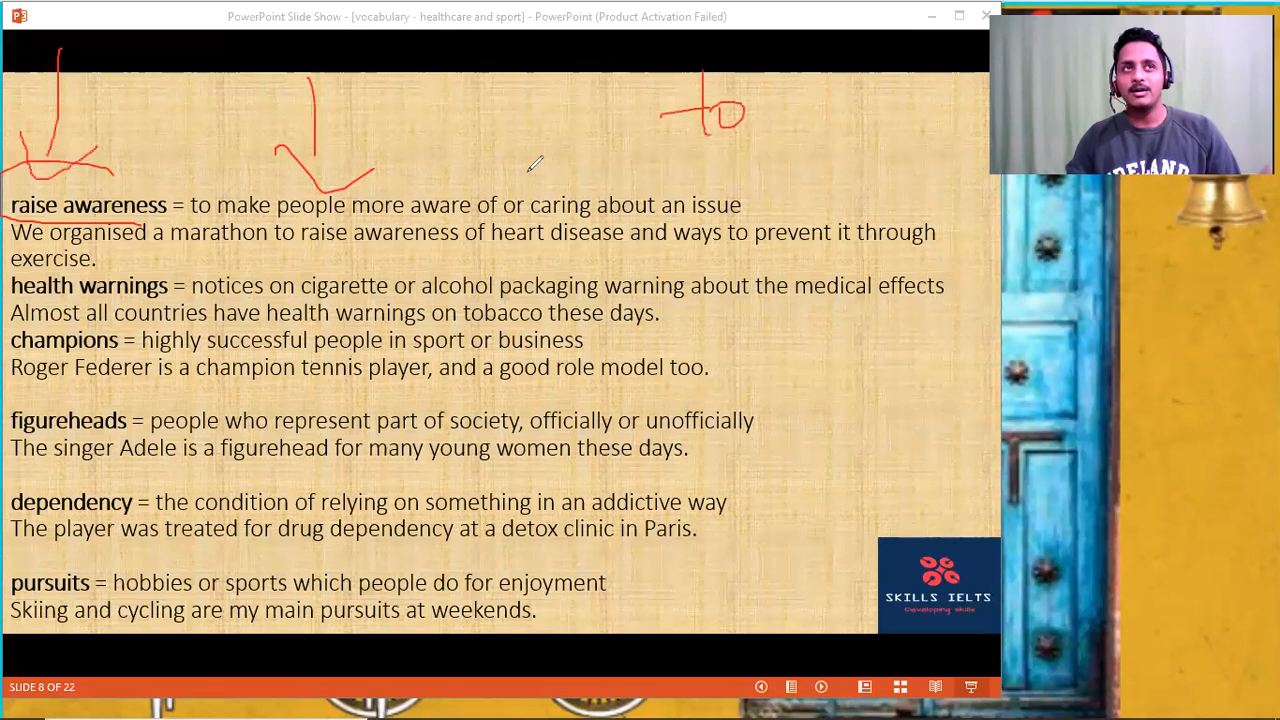 PowerPoint Slide Show - [vocabulary - healthcare and sport] - PowerPoint (Product Activation Failed)
to
raise awareness = to make people more aware of or caring about an issue
We organised a marathon to raise awareness of heart disease and ways to prevent it through
exercise.
health warnings = notices on cigarette or alcohol packaging warning about the medical effects
Almost all countries have health warnings on tobacco these days.
champions = highly successful people in sport or business
Roger Federer is a champion tennis player, and a good role model too.
figureheads = people who represent part of society, officially or unofficially
The singer Adele is a figurehead for many young women these days.
dependency = the condition of relying on something in an addictive way
The player was treated for drug dependency at a detox clinic in Paris.
pursuits = hobbies or sports which people do for enjoyment
Skiing and cycling are my main pursuits at weekends.
SKILLS IELTS
Developing skills
SLIDE 8 OF 22